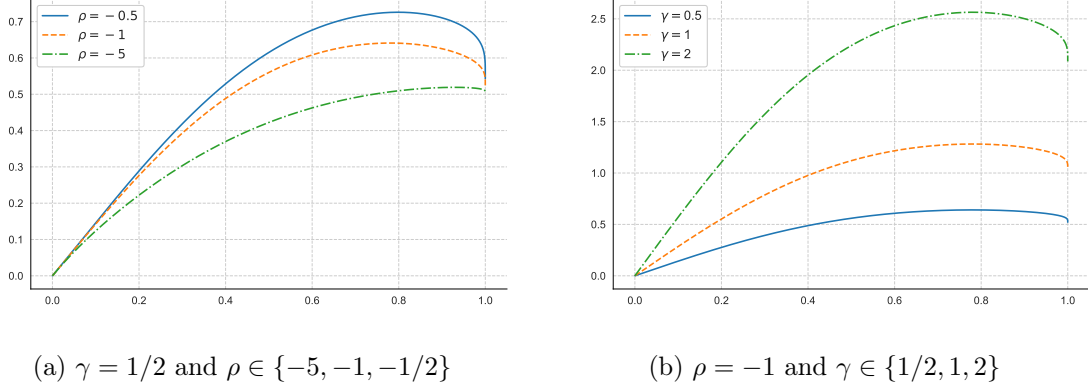 0.7
0.6
0.5
0.4
0.3
0.2
0.1
0.0
0.0 0.2 0.4 0.6 0.8 1.0
ρ = − 0.5
ρ = − 1
ρ = − 5
(a) γ = 1/2 and ρ ∈ {−5, −1, −1/2}
2.5
2.0
1.5
1.0
0.5
0.0
0.0 0.2 0.4 0.6 0.8 1.0
γ = 0.5
γ = 1
γ = 2
(b) ρ = −1 and γ ∈ {1/2, 1, 2}